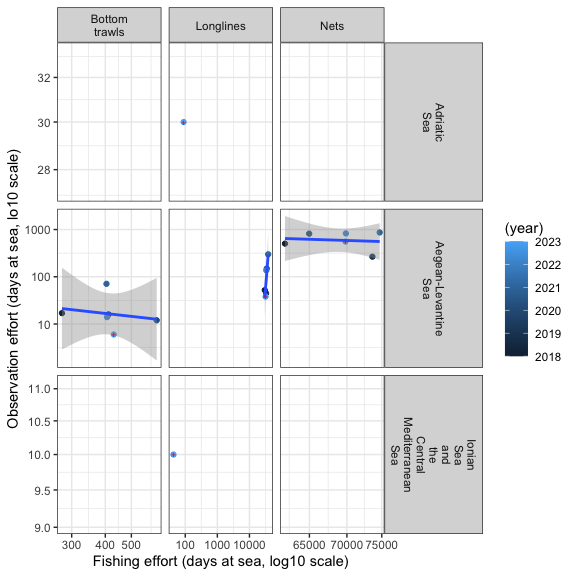 Bottom
trawls
Longlines
Nets
32
30
28
Adriatic
Sea
1000
100
10
Aegean-Levantine
Sea
11.0
10.5
10.0
9.5
9.0
Ionian
Sea
and
the
Central
Mediterranean
Sea
300 400 500
100 1000 10000
65000 70000 75000
Fishing effort (days at sea, log10 scale)
Observation effort (days at sea, lo10 scale)
(year)
2023
2022
2021
2020
2019
2018